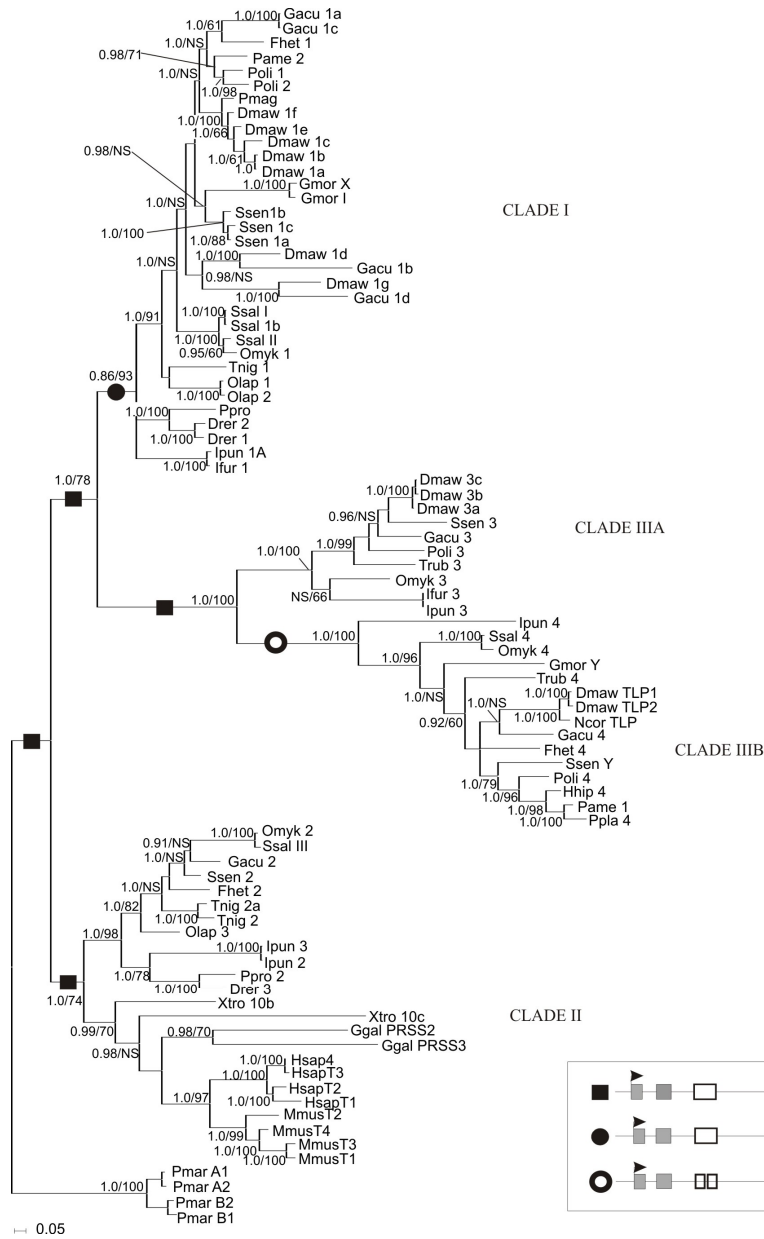 1.0/100
Gacu 1a
1.0/61
Gacu 1c
1.0/NS
Fhet 1
0.98/71
Pame 2
1.0/NS
Poli 1
Poli 2
1.0/98
Pmag
Dmaw 1f
1.0/100
Dmaw 1e
1.0/66
Dmaw 1c
0.98/NS
1.0/61
Dmaw 1b
1.0
Dmaw 1a
1.0/100
Gmor X
Gmor I
1.0/NS
CLADE I
Ssen1b
Ssen 1c
1.0/100
1.0/88
Ssen 1a
1.0/100
Dmaw 1d
1.0/NS
Gacu 1b
0.98/NS
Dmaw 1g
1.0/100
Gacu 1d
1.0/100
Ssal I
1.0/91
Ssal 1b
1.0/100
Ssal II
0.95/60
Omyk 1
Tnig 1
0.86/93
Olap 1
1.0/100
Olap 2
1.0/100
Ppro
Drer 2
1.0/100
Drer 1
Ipun 1A
1.0/100
Ifur 1
1.0/78
Dmaw 3c
1.0/100
Dmaw 3b
Dmaw 3a
0.96/NS
Ssen 3
CLADE IIIA
Gacu 3
1.0/99
Poli 3
1.0/100
Trub 3
Omyk 3
NS/66
Ifur 3
1.0/100
Ipun 3
Ipun 4
1.0/100
1.0/100
Ssal 4
Omyk 4
1.0/96
Gmor Y
Trub 4
1.0/NS
1.0/100
Dmaw TLP1
1.0/NS
Dmaw TLP2
1.0/100
Ncor TLP
0.92/60
Gacu 4
Fhet 4
CLADE IIIB
Ssen Y
1.0/79
Poli 4
1.0/96
Hhip 4
1.0/98
Pame 1
1.0/100
Ppla 4
1.0/100
Omyk 2
0.91/NS
Ssal III
1.0/NS
Gacu 2
Ssen 2
1.0/NS
Fhet 2
Tnig 2a
1.0/82
1.0/100
Tnig 2
1.0/98
Olap 3
1.0/100
Ipun 3
Ipun 2
1.0/78
Ppro 2
1.0/100
Drer 3
1.0/74
Xtro 10b
0.99/70
Xtro 10c
CLADE II
0.98/70
Ggal PRSS2
0.98/NS
Ggal PRSS3
1.0/100
Hsap4
1.0/100
HsapT3
HsapT2
1.0/97
1.0/100
HsapT1
MmusT2
1.0/99
MmusT4
1.0/100
MmusT3
1.0/100
MmusT1
1.0/100
Pmar A1
Pmar A2
Pmar B2
Pmar B1
0.05